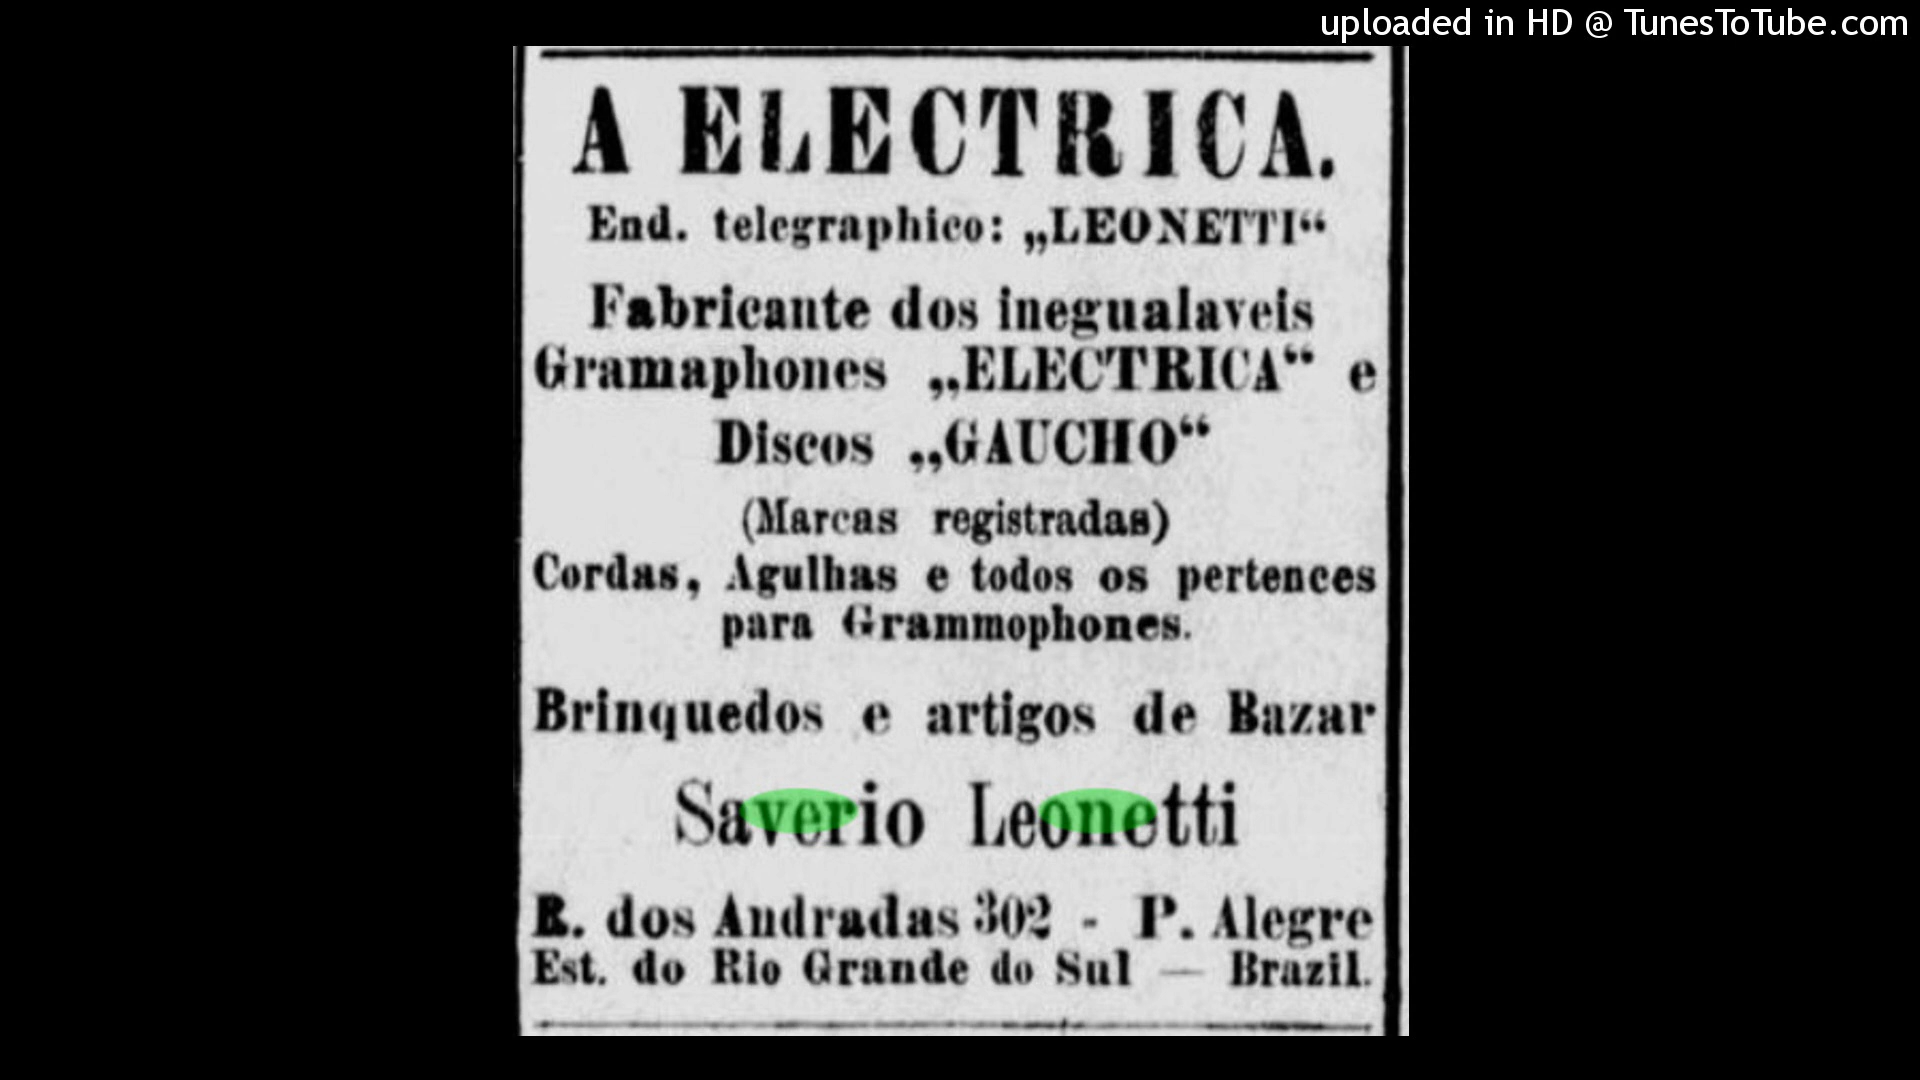 uploaded in HD @ TunesToTube.com
A ELECTRICA.
End. telegraphico: „LEONETTI“
Fabricante dos inegualaveis
Gramaphones „ELECTRICA“ e
Discos „GAUCHO“
(Marcas registradas)
Cordas, Agulhas e todos os pertences
para Grammophones.
Brinquedos e artigos de Bazar
Saverio Leonetti
R. dos Andradas 302 - P. Alegre
Est. do Rio Grande do Sul — Brazil.